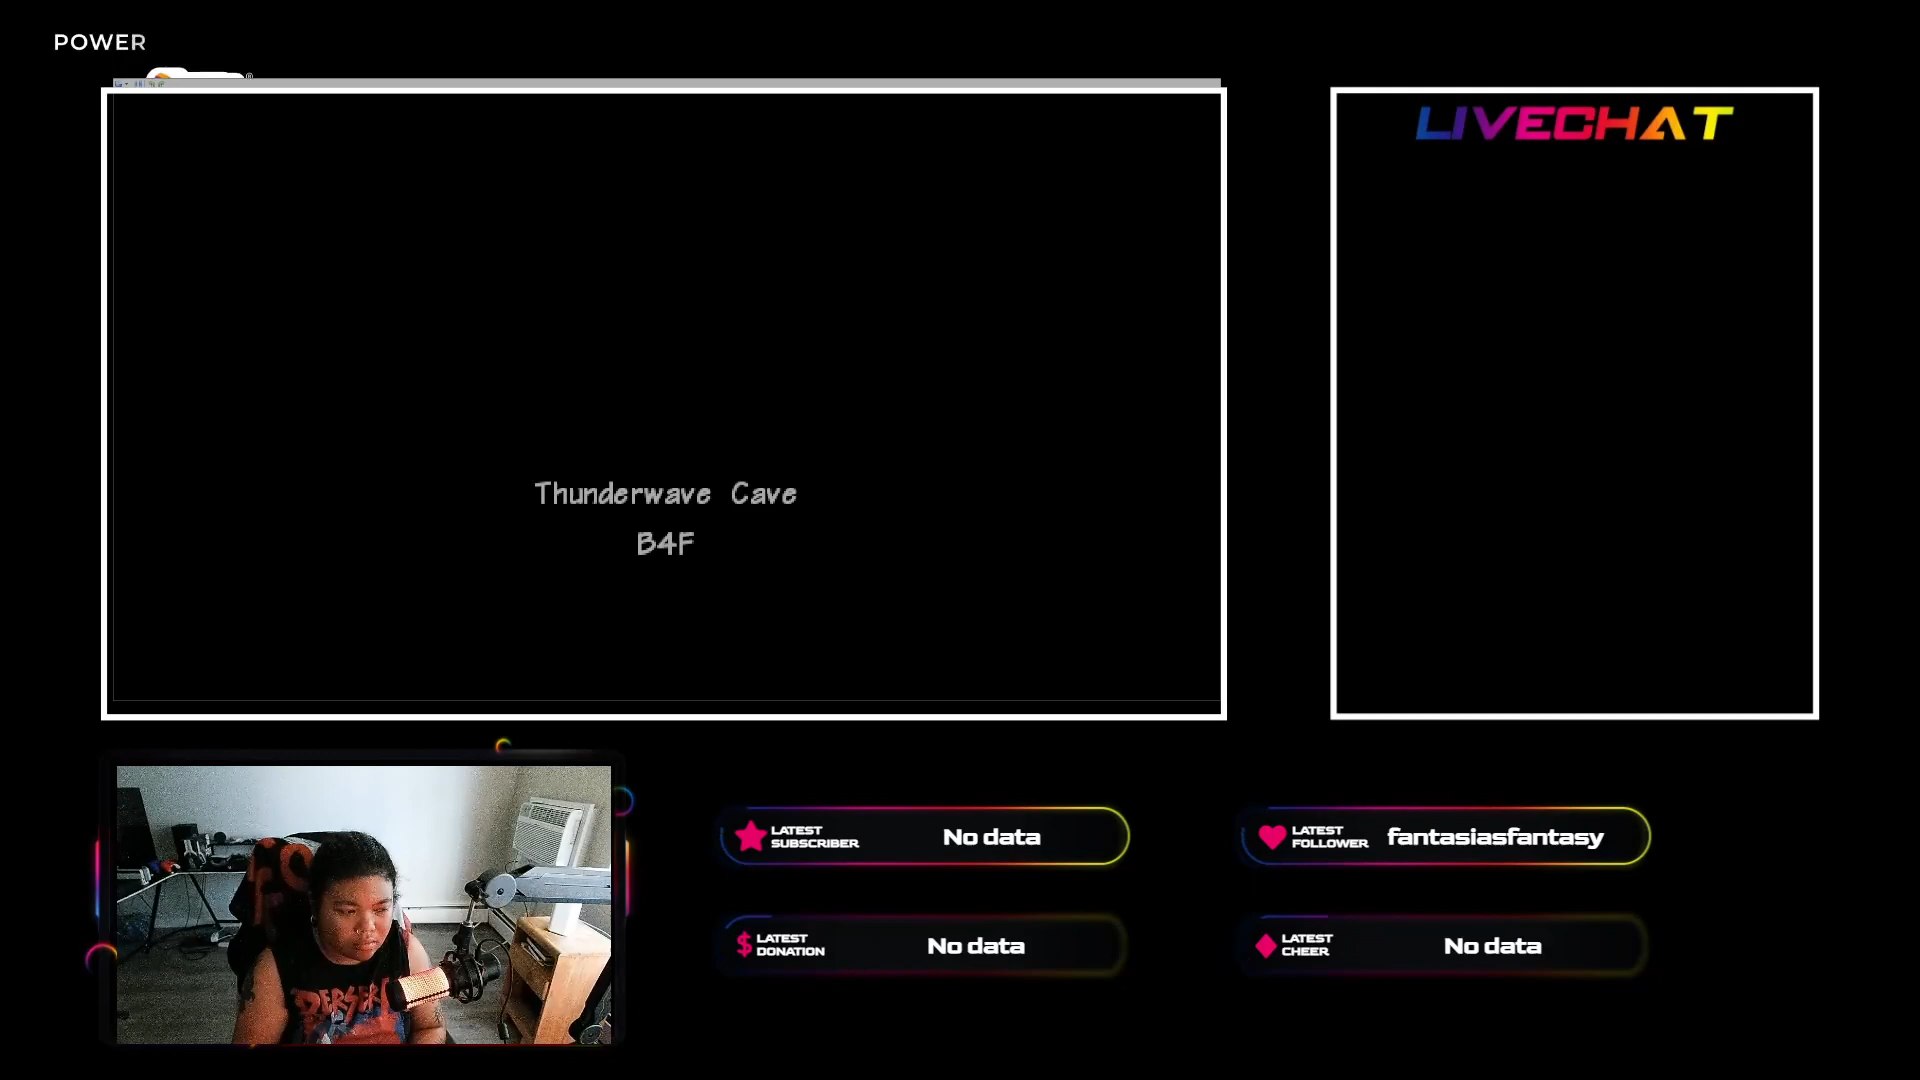 POWER
LIVECHAT
Thunderwave Cave
B4F
LATEST
SUBSCRIBER
No data
LATEST
FOLLOWER
fantasiasfantasy
LATEST
DONATION
No data
LATEST
CHEER
No data
BERSERK